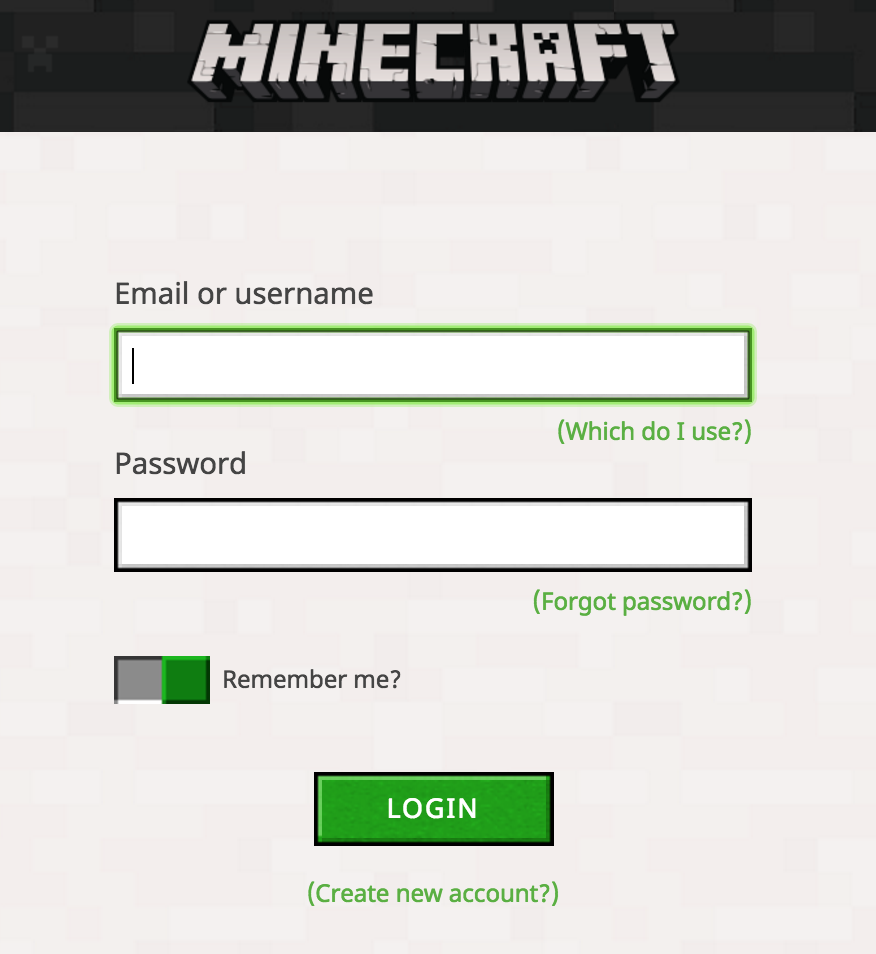 MINECRAFT
Email or username
(Which do I use?)
Password
(Forgot password?)
Remember me?
LOGIN
(Create new account?)